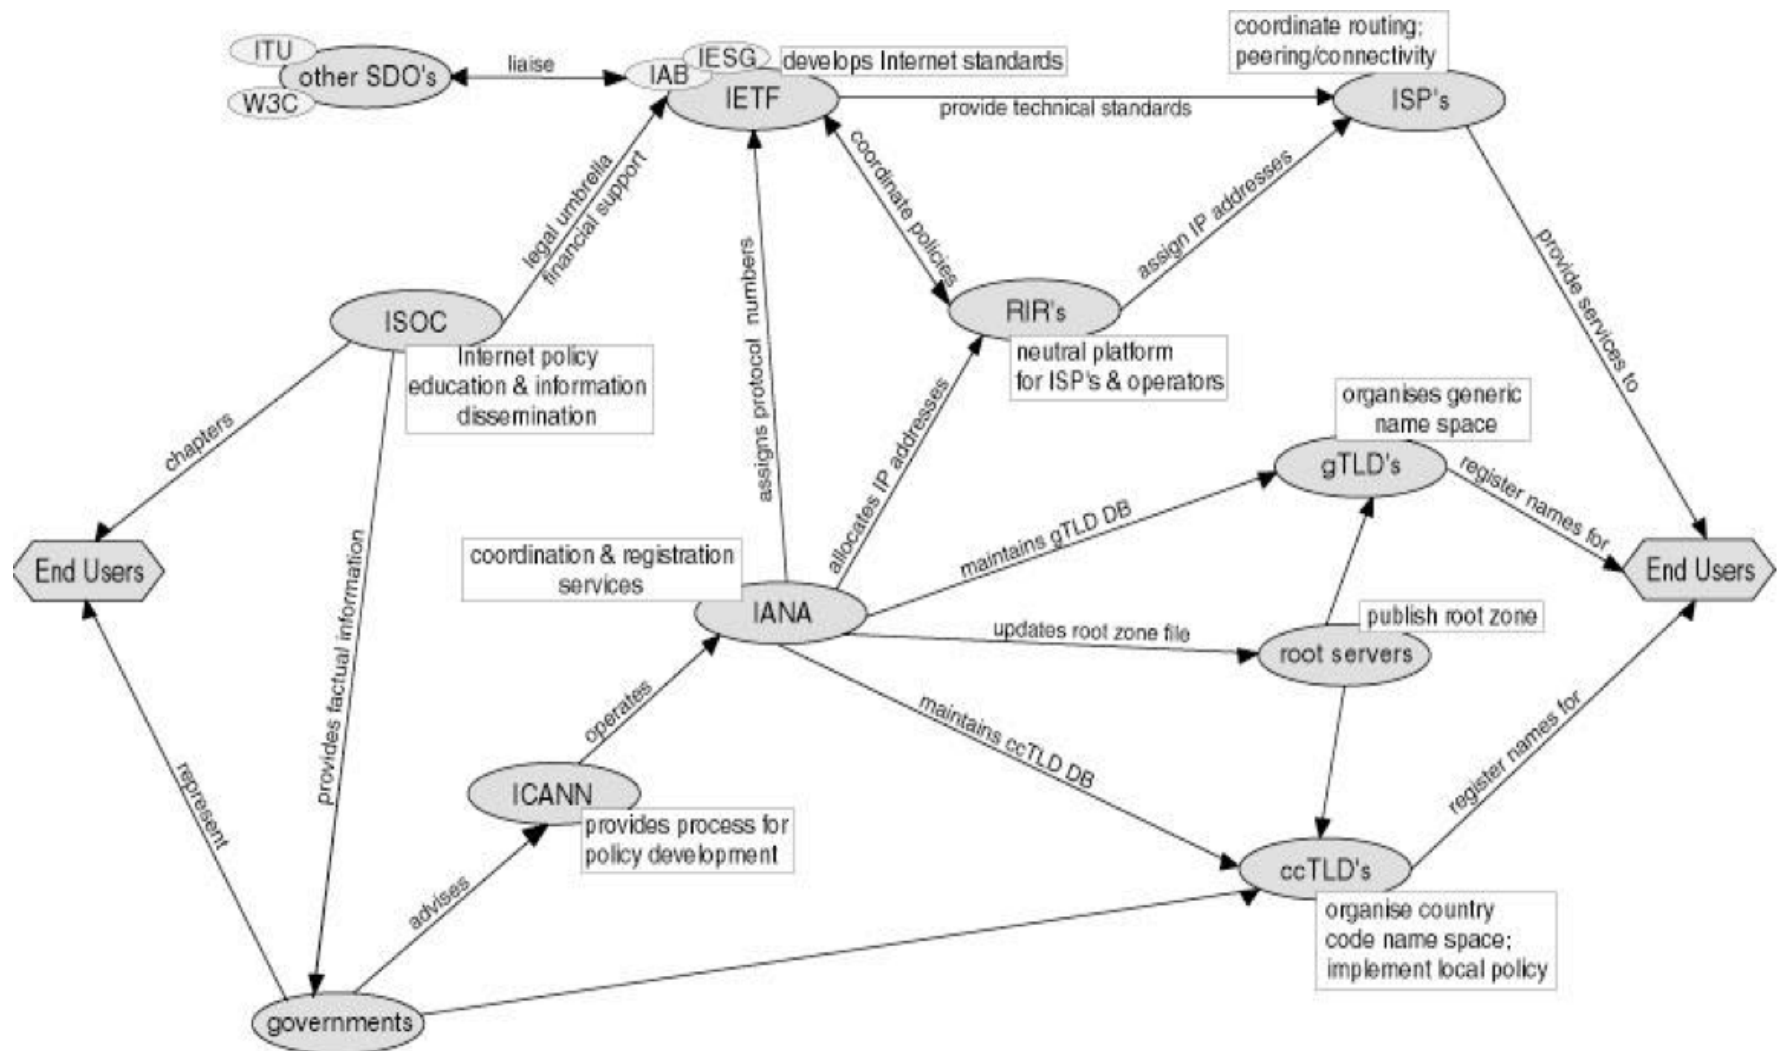 ITU
other SDO's
W3C
liaise
IESG
IAB
IETF
develops Internet standards
coordinate routing;
peering/connectivity
ISP's
provide technical standards
legal umbrella
financial support
coordinate policies
assign IP addresses
provide services to
ISOC
Internet policy
education & information
dissemination
RIR's
neutral platform
for ISP's & operators
assigns protocol numbers
allocates IP addresses
organises generic
name space
gTLD's
register names for
chapters
provides factual information
End Users
coordination & registration
services
IANA
maintains gTLD DB
updates root zone file
publish root zone
root servers
End Users
operates
maintains ccTLD DB
register names for
represent
ICANN
provides process for
policy development
advises
ccTLD's
organise country
code name space;
implement local policy
governments